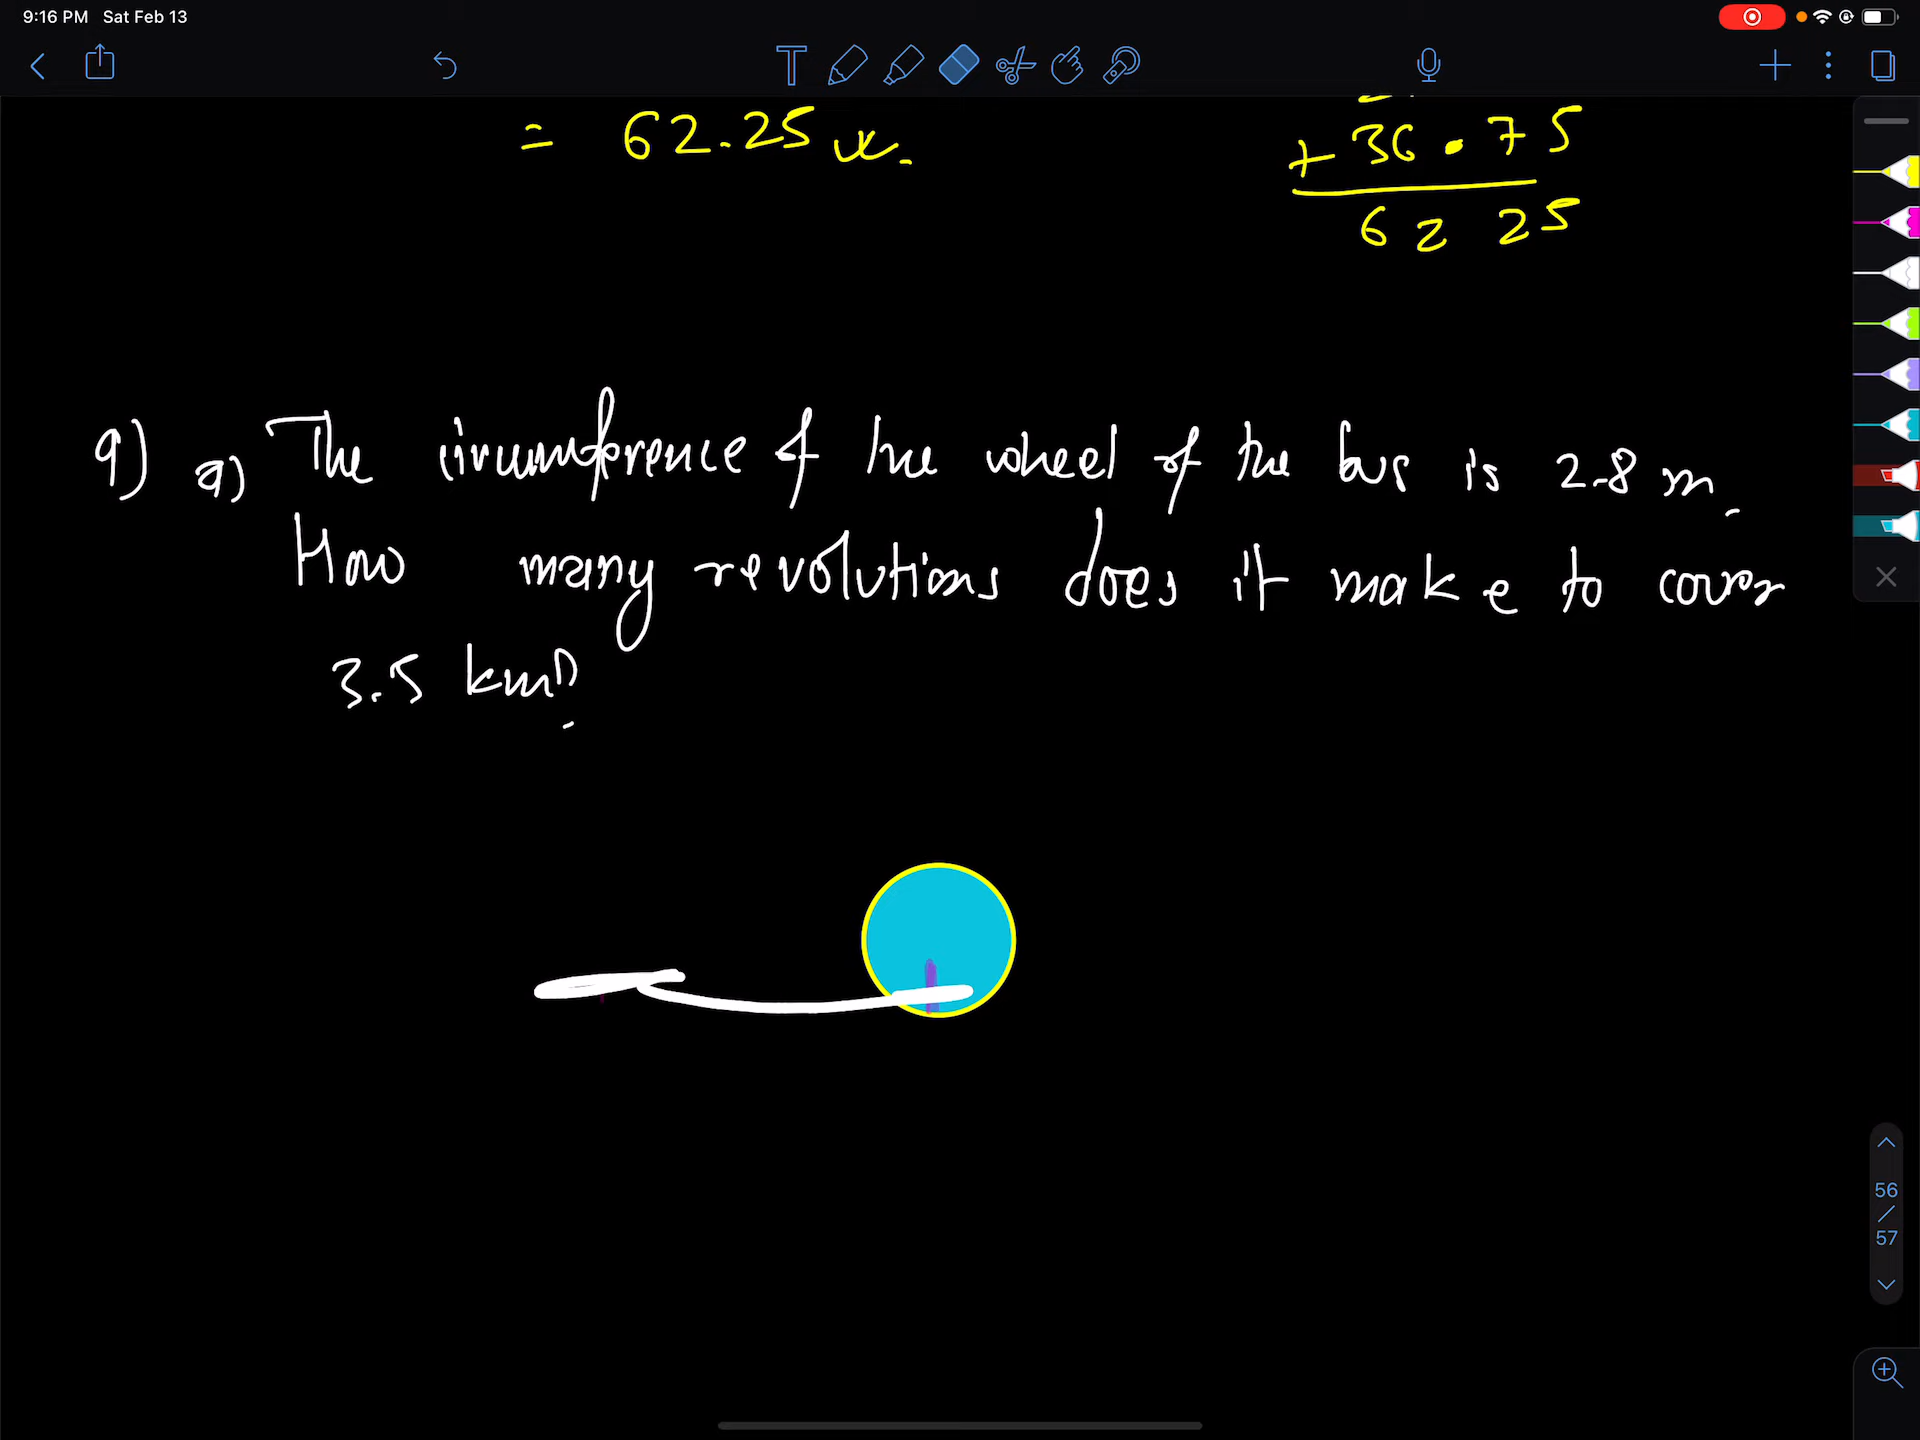 9:16 PM Sat Feb 13
= 62.25
+ 36.75
62 25
9) a) The circumference of the wheel of the bus is 2.8 m.
How many revolutions does it make to cover
3.5 km?
56
/
57